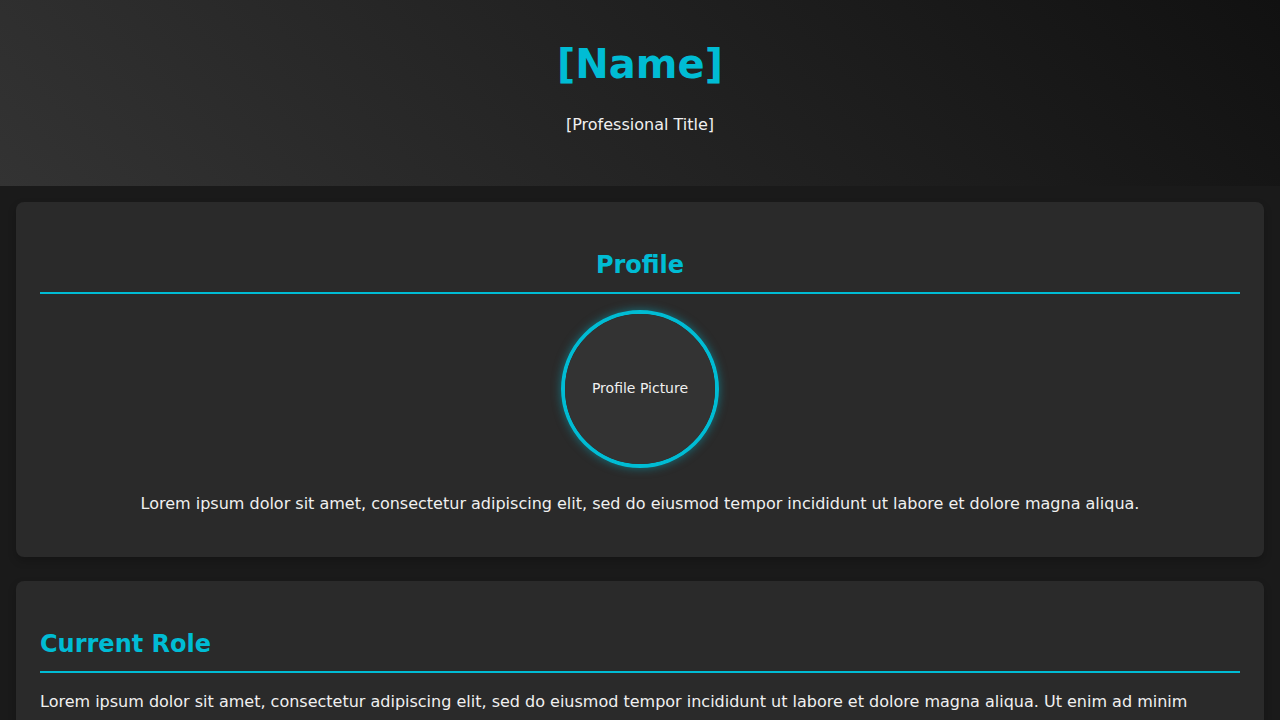 [Name]
[Professional Title]
Profile
Profile Picture
Lorem ipsum dolor sit amet, consectetur adipiscing elit, sed do eiusmod tempor incididunt ut labore et dolore magna aliqua.
Current Role
Lorem ipsum dolor sit amet, consectetur adipiscing elit, sed do eiusmod tempor incididunt ut labore et dolore magna aliqua. Ut enim ad minim